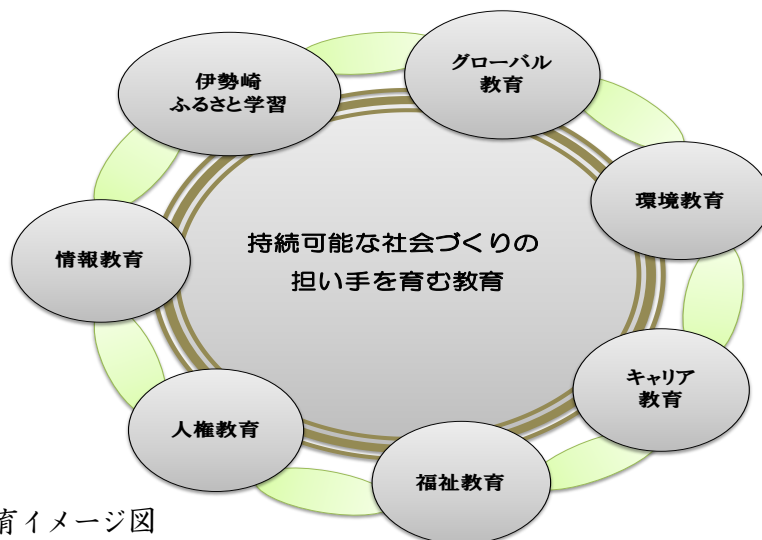 グローバル
教育
伊勢崎
ふるさと学習
環境教育
持続可能な社会づくりの
担い手を育む教育
情報教育
キャリア
教育
人権教育
福祉教育
育イメージ図